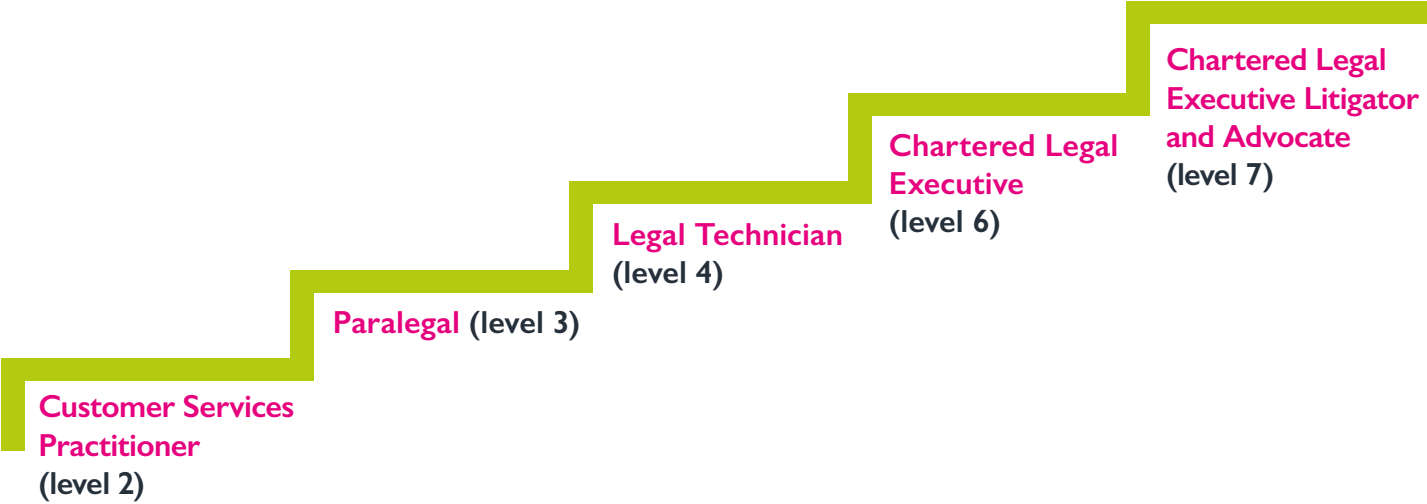 Customer Services
Practitioner
(level 2)
Paralegal (level 3)
Legal Technician
(level 4)
Chartered Legal
Executive
(level 6)
Chartered Legal
Executive Litigator
and Advocate
(level 7)